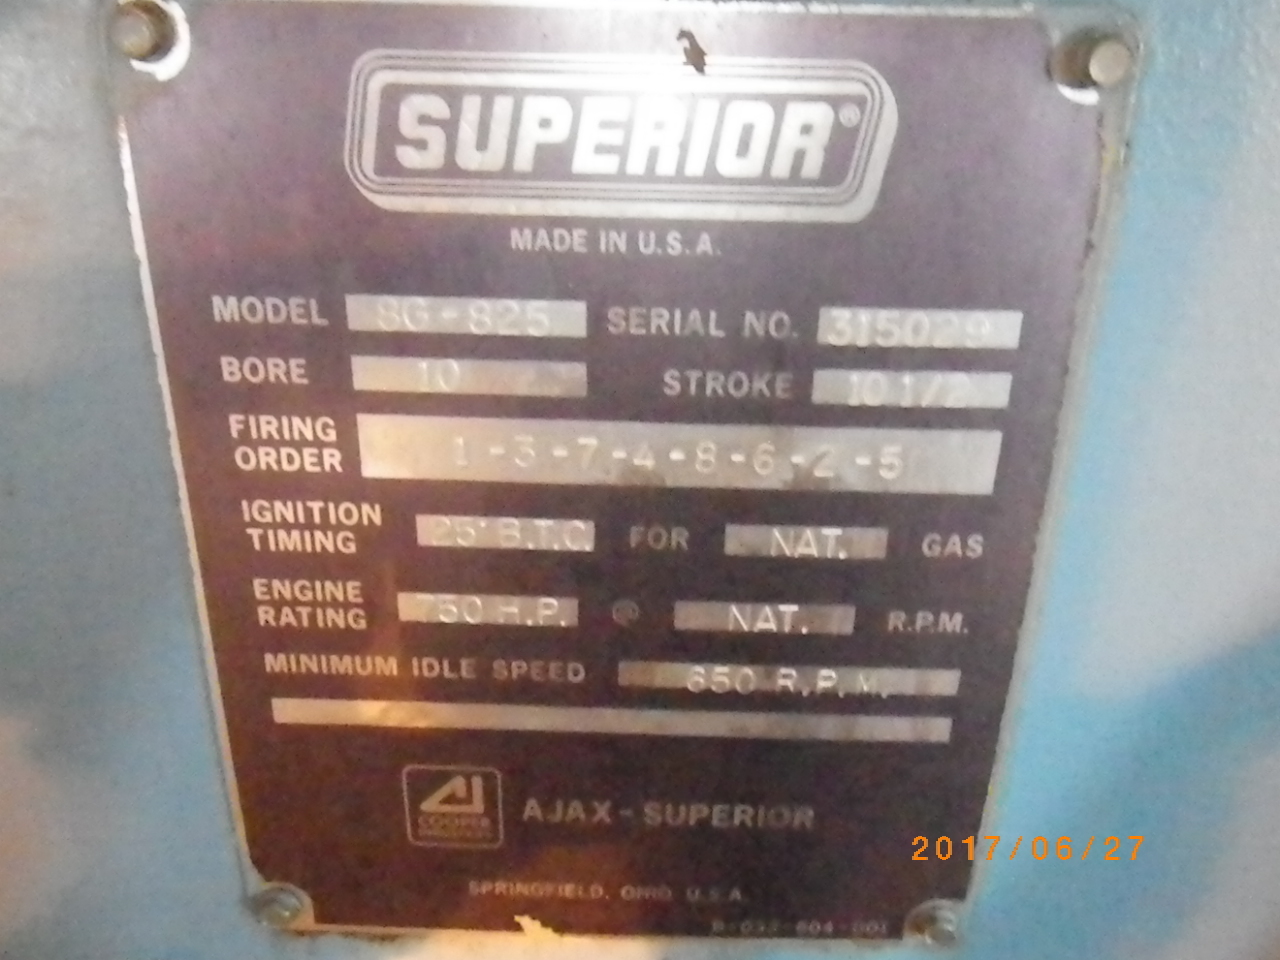 SUPERIOR®
MADE IN U.S.A.
MODEL 8G-825 SERIAL NO. 315029
BORE 10 STROKE 10 1/2
FIRING ORDER 1-3-7-4-8-6-2-5
IGNITION TIMING 25° B.T.C. FOR NAT. GAS
ENGINE RATING 750 H.P. @ NAT. R.P.M.
MINIMUM IDLE SPEED 650 R.P.M.
COOPER
AJAX-SUPERIOR
2017/06/27
SPRINGFIELD, OHIO U.S.A.